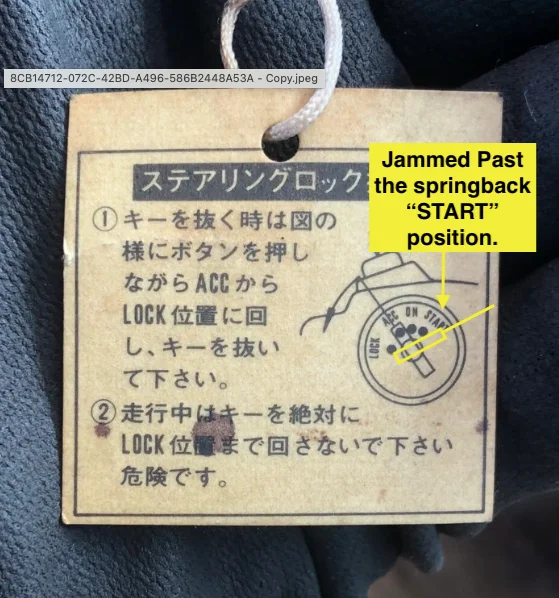 8CB14712-072C-42BD-A496-586B2448A53A - Copy.jpeg
ステアリングロック
Jammed Past
the springback
“START”
position.
①キーを抜く時は図の
様にボタンを押し
ながらACCから
LOCK位置に回
し、キーを抜い
て下さい。
LOCK ACC ON START
②走行中はキーを絶対に
LOCK位置まで回さないで下さい
危険です。